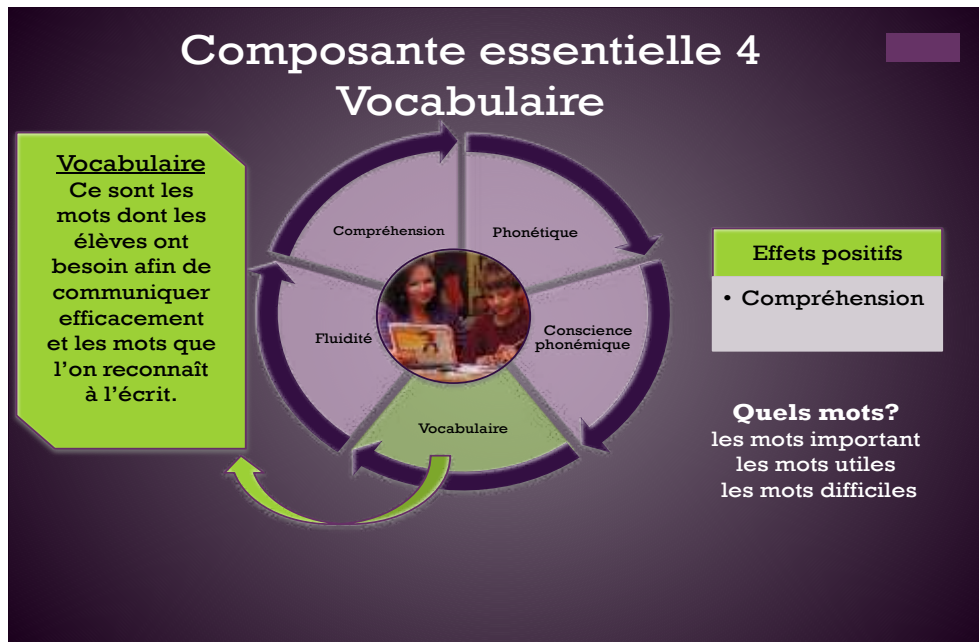 Composante essentielle 4
Vocabulaire
Vocabulaire
Ce sont les
mots dont les
élèves ont
besoin afin de
communiquer
efficacement
et les mots que
l'on reconnaît
à l'écrit.
Compréhension
Phonétique
Fluidité
Conscience
phonémique
Vocabulaire
Effets positifs
• Compréhension
Quels mots?
les mots important
les mots utiles
les mots difficiles